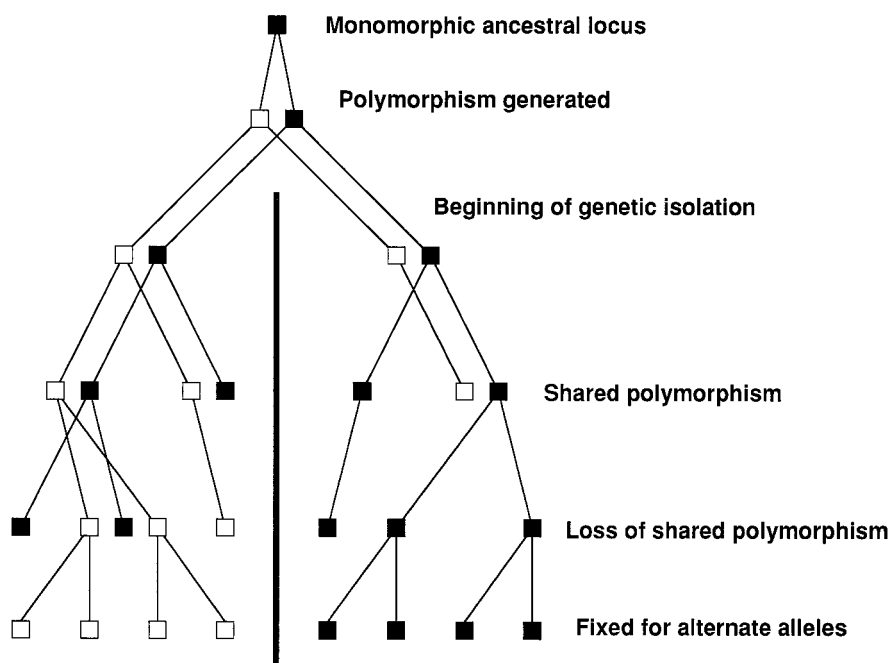 Monomorphic ancestral locus
Polymorphism generated
Beginning of genetic isolation
Shared polymorphism
Loss of shared polymorphism
Fixed for alternate alleles